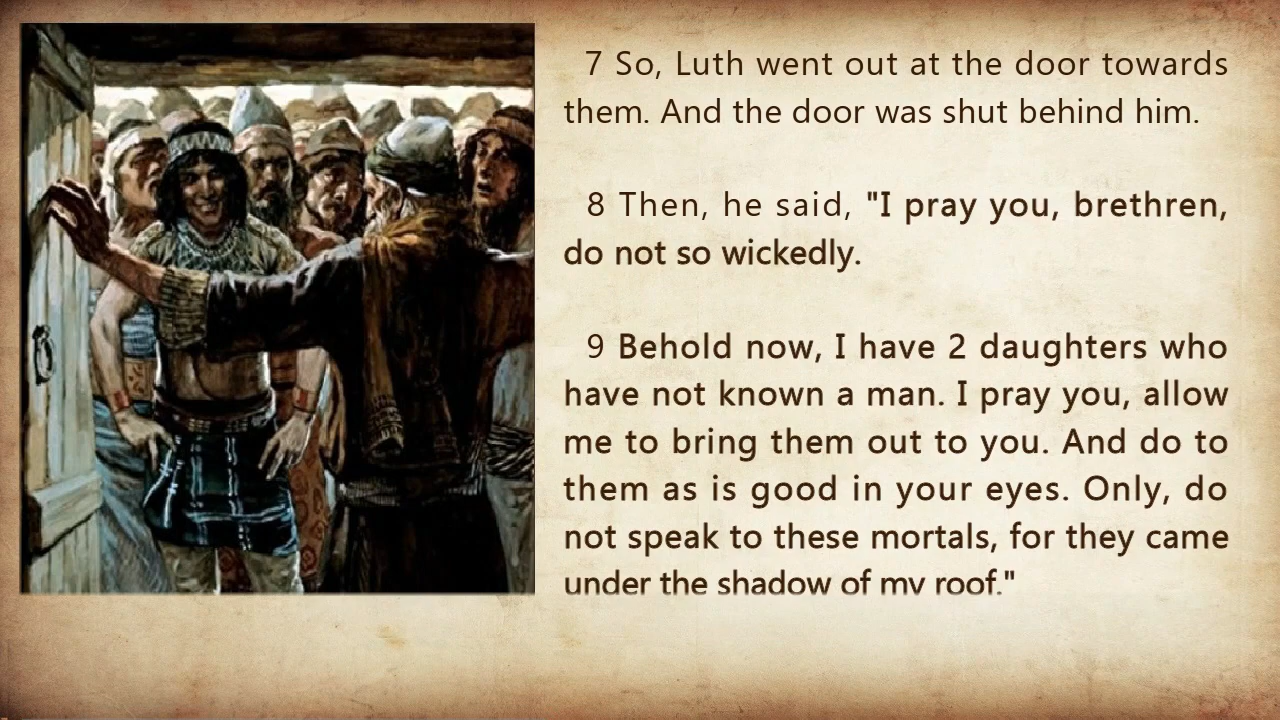 7 So, Luth went out at the door towards
them. And the door was shut behind him.
8 Then, he said, "I pray you, brethren,
do not so wickedly.
9 Behold now, I have 2 daughters who
have not known a man. I pray you, allow
me to bring them out to you. And do to
them as is good in your eyes. Only, do
not speak to these mortals, for they came
under the shadow of my roof."